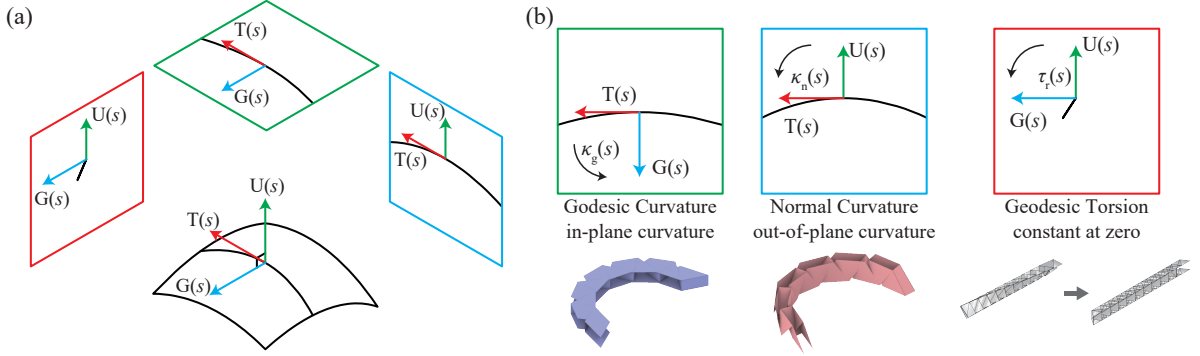 (a)
T(s)
G(s)
U(s)
G(s)
U(s)
T(s)
U(s)
T(s)
G(s)
(b)
T(s)
κg(s)
G(s)
Godesic Curvature
in-plane curvature
U(s)
κn(s)
T(s)
Normal Curvature
out-of-plane curvature
U(s)
τr(s)
G(s)
Geodesic Torsion
constant at zero